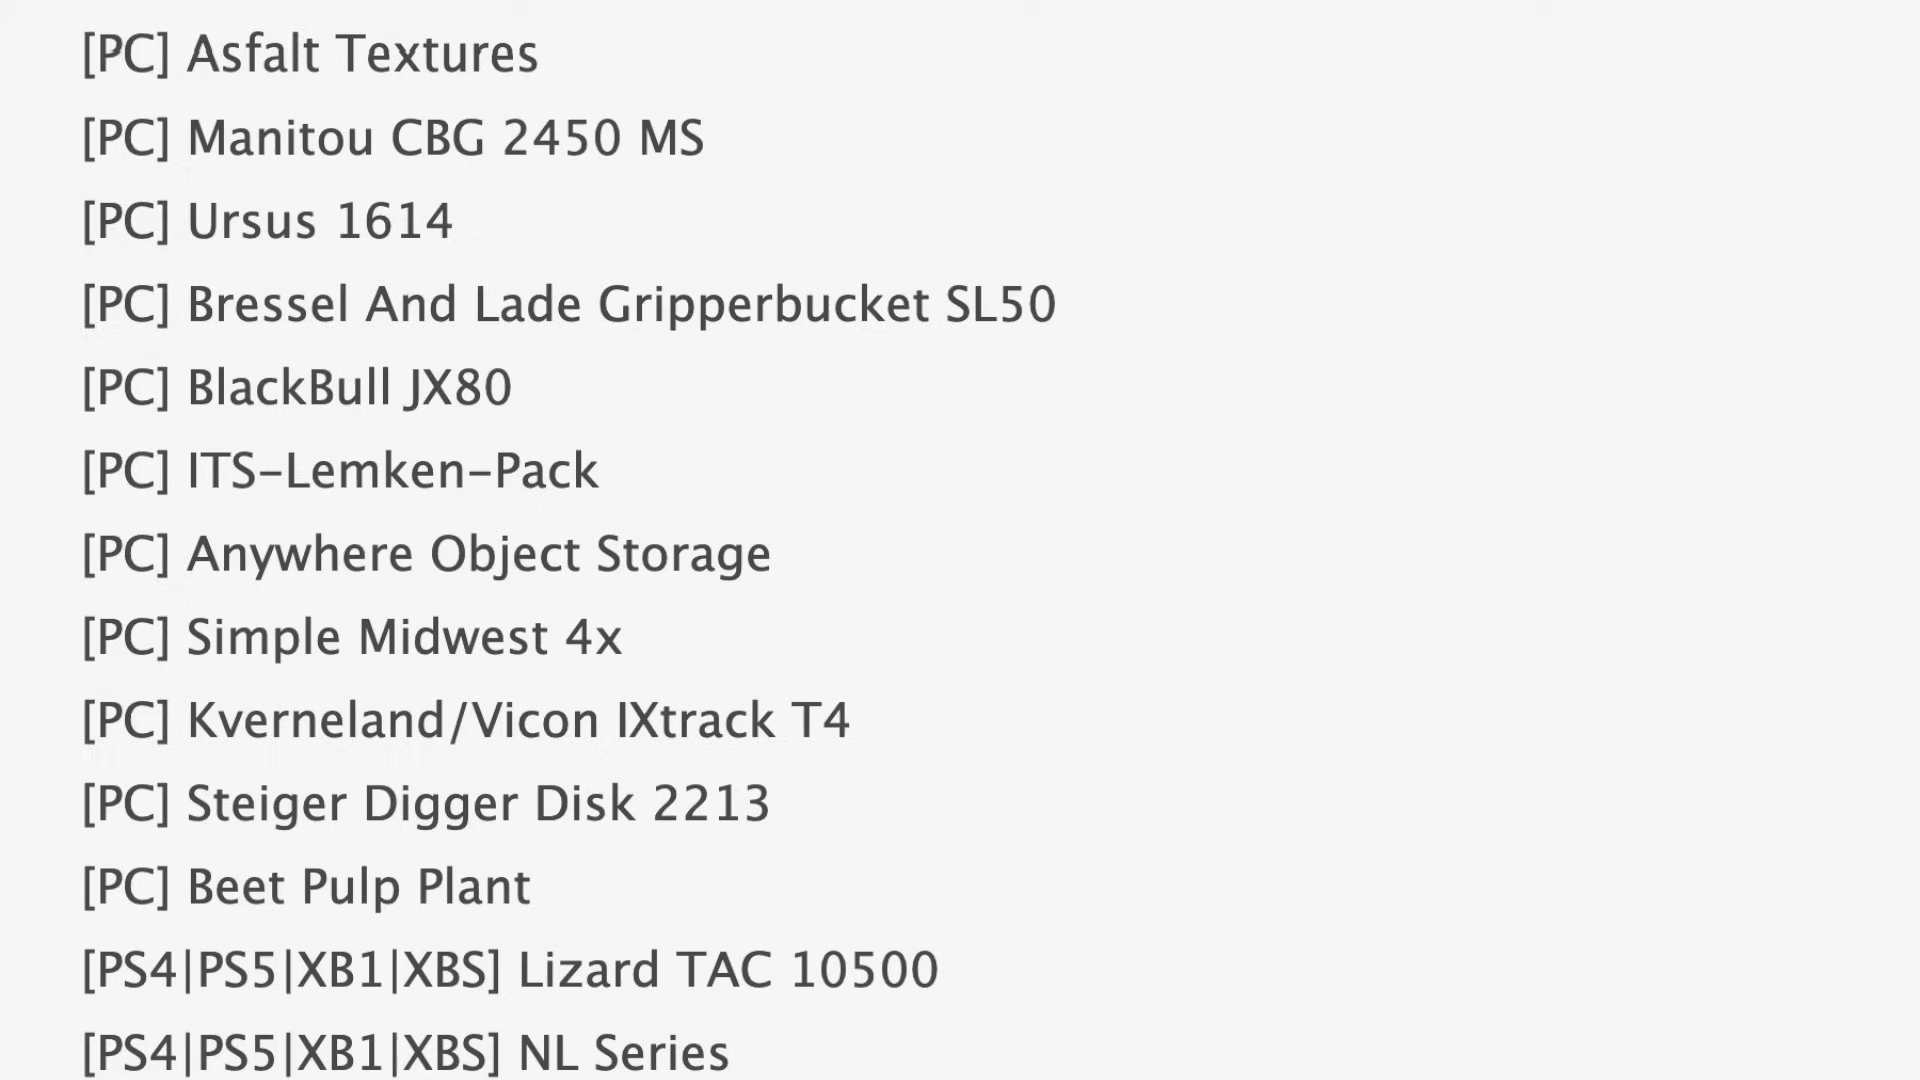 [PC] Asfalt Textures
[PC] Manitou CBG 2450 MS
[PC] Ursus 1614
[PC] Bressel And Lade Gripperbucket SL50
[PC] BlackBull JX80
[PC] ITS-Lemken-Pack
[PC] Anywhere Object Storage
[PC] Simple Midwest 4x
[PC] Kverneland/Vicon IXtrack T4
[PC] Steiger Digger Disk 2213
[PC] Beet Pulp Plant
[PS4|PS5|XB1|XBS] Lizard TAC 10500
[PS4|PS5|XB1|XBS] NL Series